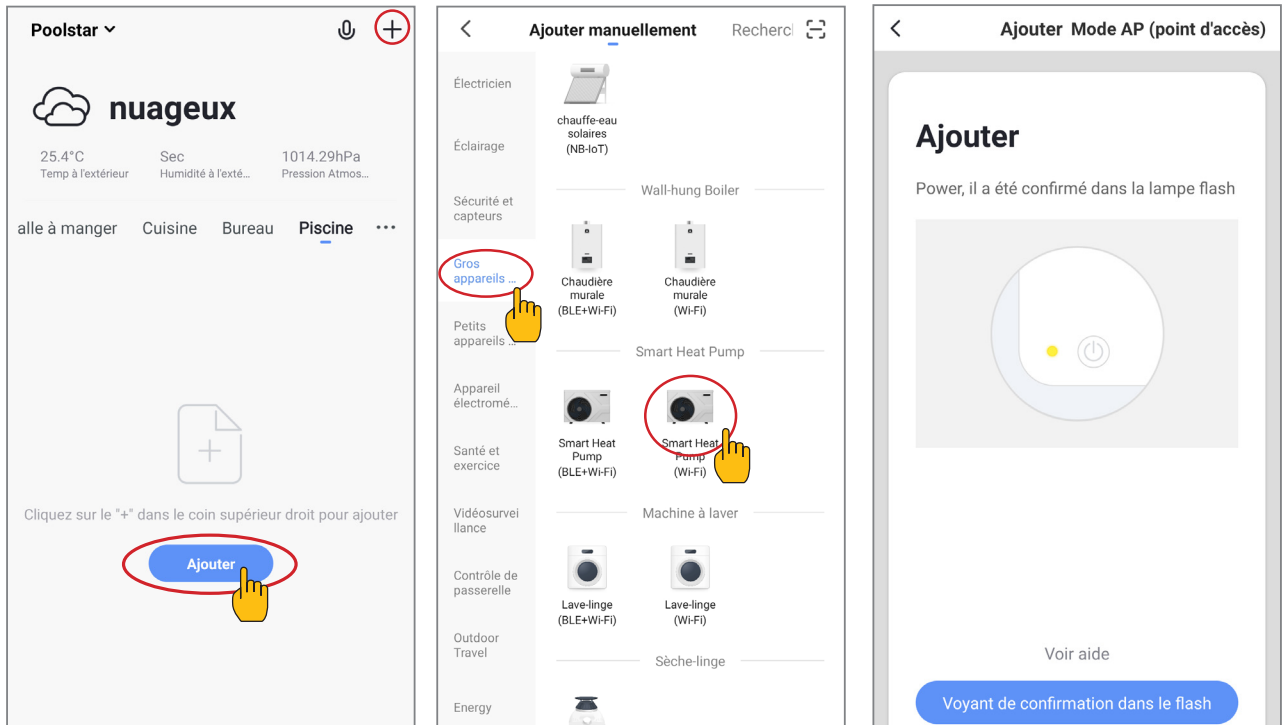 Poolstar
nuageux
25.4°C Sec 1014.29hPa
Temp à l'extérieur Humidité à l'exté... Pression Atmos...
alle à manger Cuisine Bureau Piscine ...
Cliquez sur le "+" dans le coin supérieur droit pour ajouter
Ajouter
Ajouter manuellement Recherc
Électricien
Éclairage
Sécurité et
capteurs
Gros
appareils ...
Petits
appareils ...
Appareil
électromé...
Santé et
exercice
Vidéosurvei
llance
Contrôle de
passerelle
Outdoor
Travel
Energy
chauffe-eau
solaires
(NB-IoT)
Wall-hung Boiler
Chaudière
murale
(BLE+Wi-Fi)
Chaudière
murale
(Wi-Fi)
Smart Heat Pump
Smart Heat
Pump
(BLE+Wi-Fi)
Smart Heat
Pump
(Wi-Fi)
Machine à laver
Lave-linge
(BLE+Wi-Fi)
Lave-linge
(Wi-Fi)
Sèche-linge
Ajouter Mode AP (point d'accès)
Ajouter
Power, il a été confirmé dans la lampe flash
Voir aide
Voyant de confirmation dans le flash